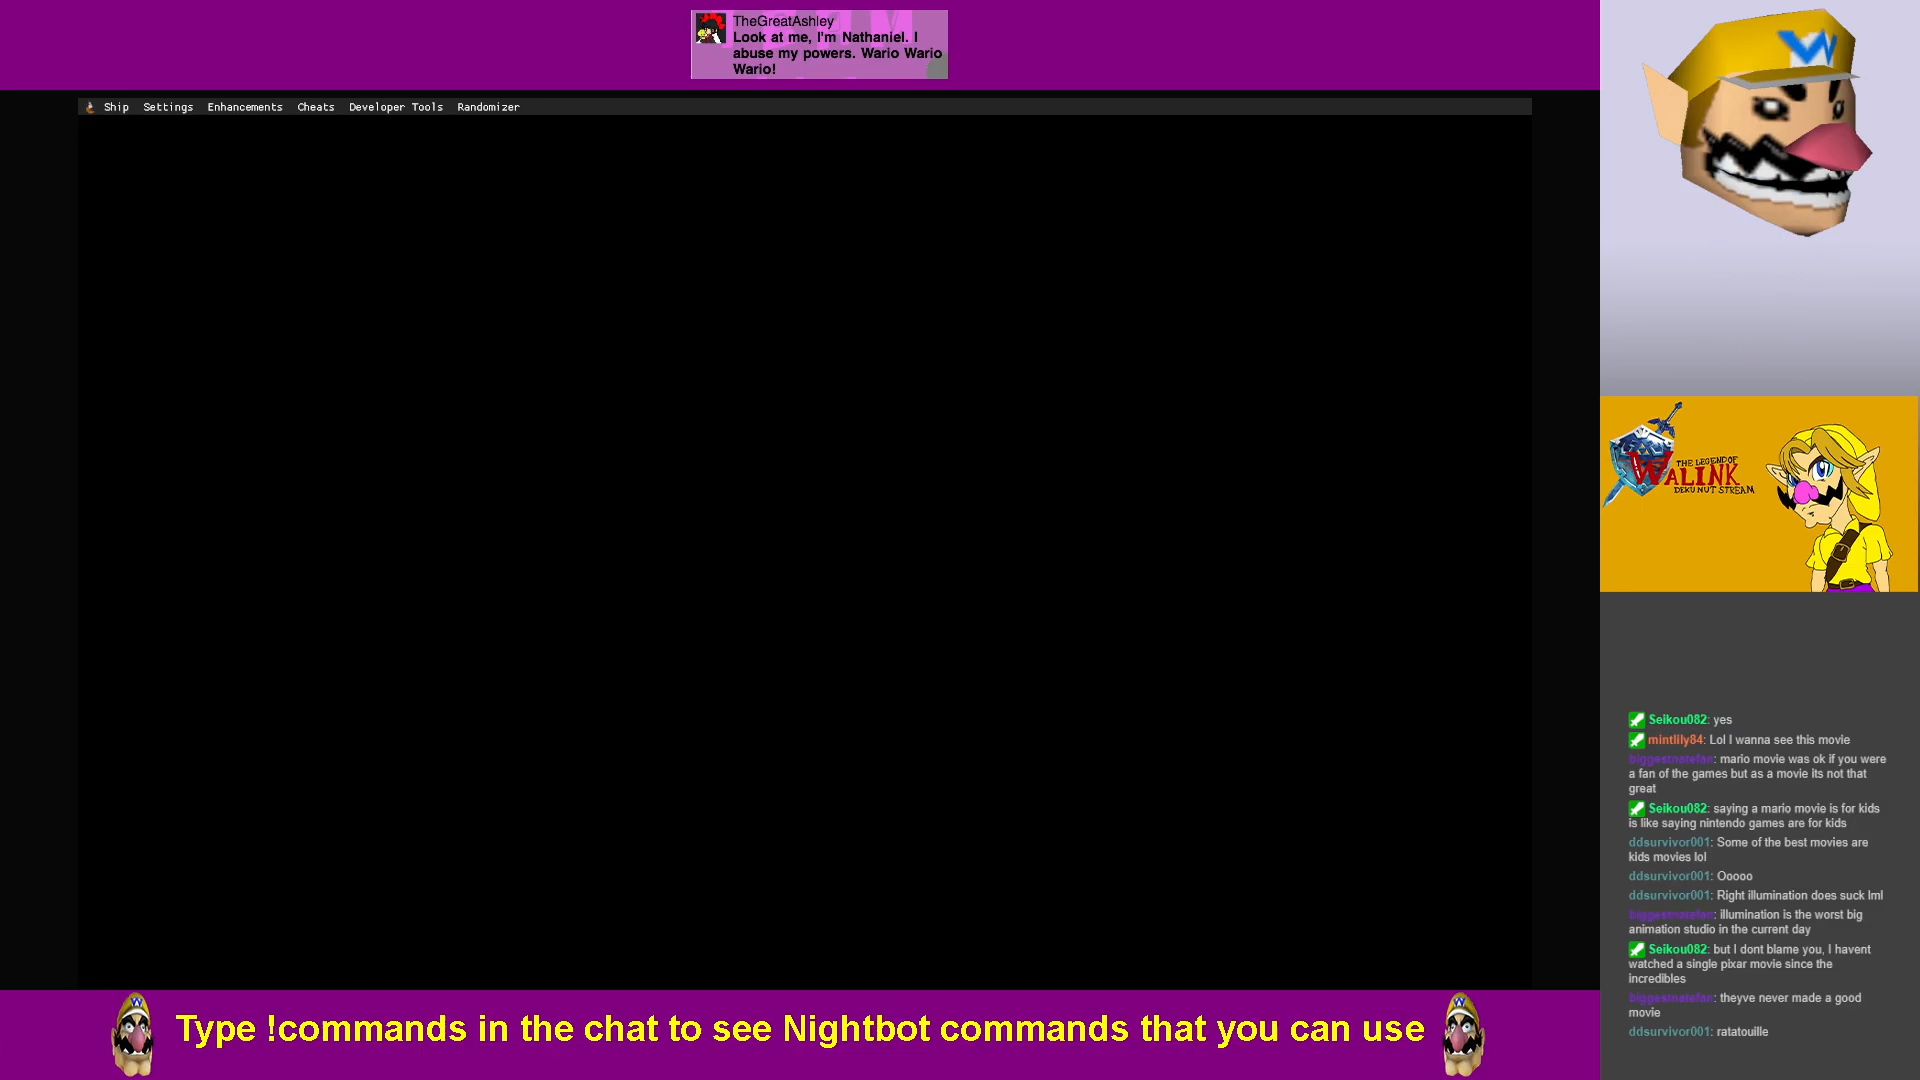 TheGreatAshley
Look at me, I'm Nathaniel. I
abuse my powers. Wario Wario
Wario!
Ship Settings Enhancements Cheats Developer Tools Randomizer
W
THE LEGEND OF
WALINK
DEKU NUT STREAM
Seikou082: yes
mintlily84: Lol I wanna see this movie
biggestnatefan: mario movie was ok if you were
a fan of the games but as a movie its not that
great
Seikou082: saying a mario movie is for kids
is like saying nintendo games are for kids
ddsurvivor001: Some of the best movies are
kids movies lol
ddsurvivor001: Ooooo
ddsurvivor001: Right illumination does suck lml
biggestnatefan: illumination is the worst big
animation studio in the current day
Seikou082: but I dont blame you, I havent
watched a single pixar movie since the
incredibles
biggestnatefan: theyve never made a good
movie
ddsurvivor001: ratatouille
W
Type !commands in the chat to see Nightbot commands that you can use
W